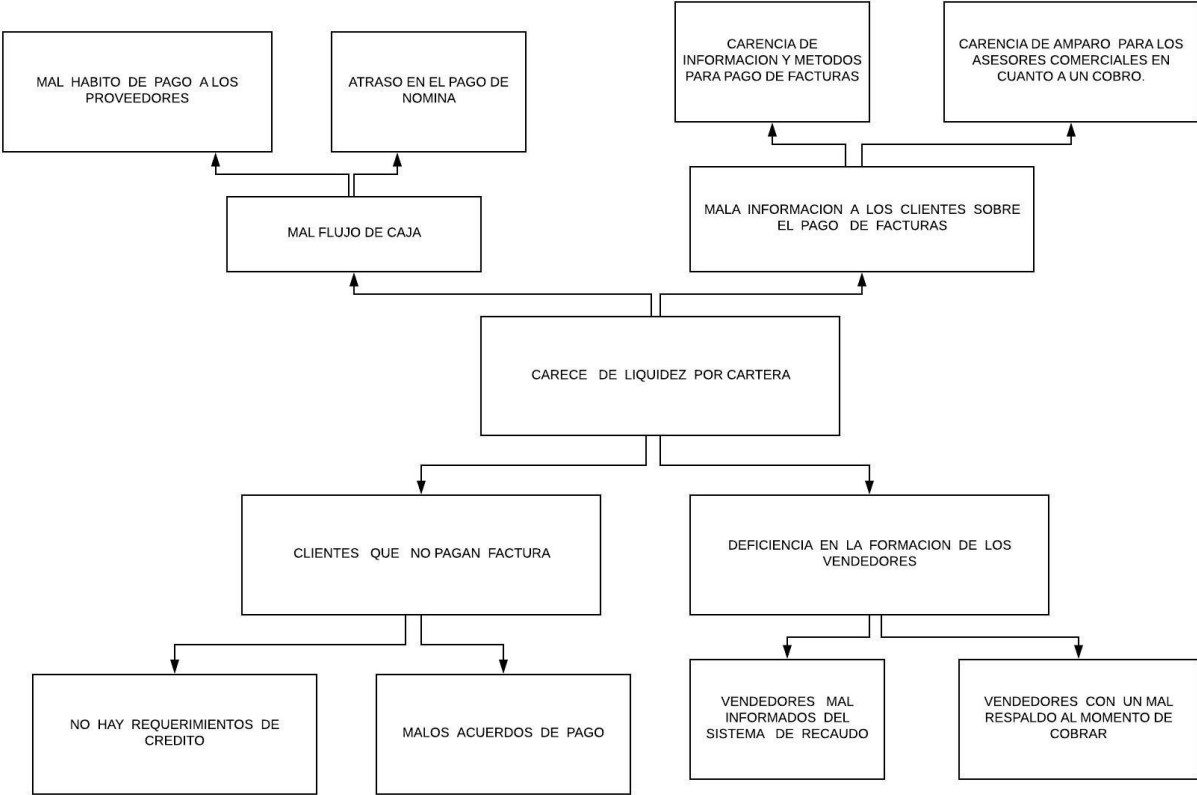 CARENCIA DE
INFORMACION Y METODOS
PARA PAGO DE FACTURAS
CARENCIA DE AMPARO PARA LOS
ASESORES COMERCIALES EN
CUANTO A UN COBRO.
MAL HABITO DE PAGO A LOS
PROVEEDORES
ATRASO EN EL PAGO DE
NOMINA
MAL FLUJO DE CAJA
MALA INFORMACION A LOS CLIENTES SOBRE
EL PAGO DE FACTURAS
CARECE DE LIQUIDEZ POR CARTERA
CLIENTES QUE NO PAGAN FACTURA
DEFICIENCIA EN LA FORMACION DE LOS
VENDEDORES
NO HAY REQUERIMIENTOS DE
CREDITO
MALOS ACUERDOS DE PAGO
VENDEDORES MAL
INFORMADOS DEL
SISTEMA DE RECAUDO
VENDEDORES CON UN MAL
RESPALDO AL MOMENTO DE
COBRAR